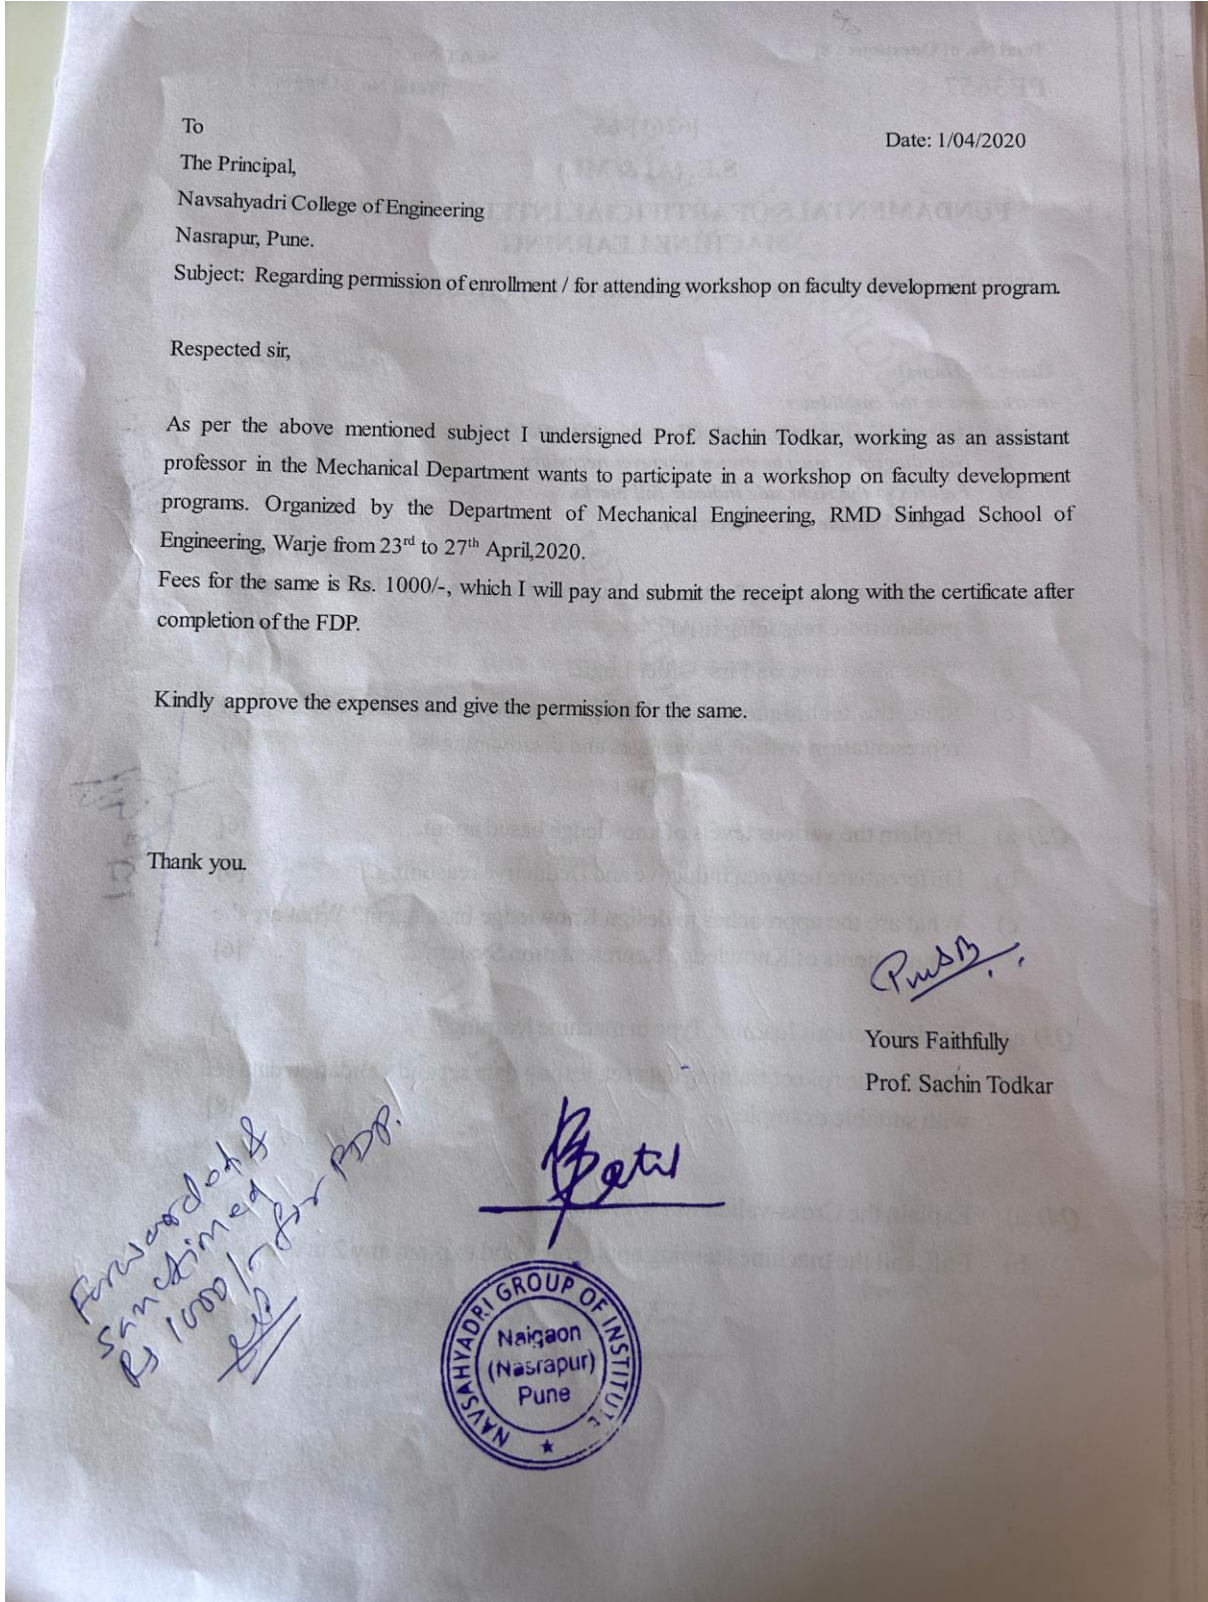 To
Date: 1/04/2020
The Principal,
Navsahyadri College of Engineering
Nasrapur, Pune.
Subject: Regarding permission of enrollment / for attending workshop on faculty development program.
Respected sir,
As per the above mentioned subject I undersigned Prof. Sachin Todkar, working as an assistant
professor in the Mechanical Department wants to participate in a workshop on faculty development
programs. Organized by the Department of Mechanical Engineering, RMD Sinhgad School of
Engineering, Warje from 23rd to 27th April,2020.
Fees for the same is Rs. 1000/-, which I will pay and submit the receipt along with the certificate after
completion of the FDP.
Kindly approve the expenses and give the permission for the same.
Thank you.
Yours Faithfully
Prof. Sachin Todkar
Forwarded &
Sanctioned
Rs 1000/- for FDP.
NAVSAHYADRI GROUP OF INSTITUTE
Naigaon
(Nasrapur)
Pune